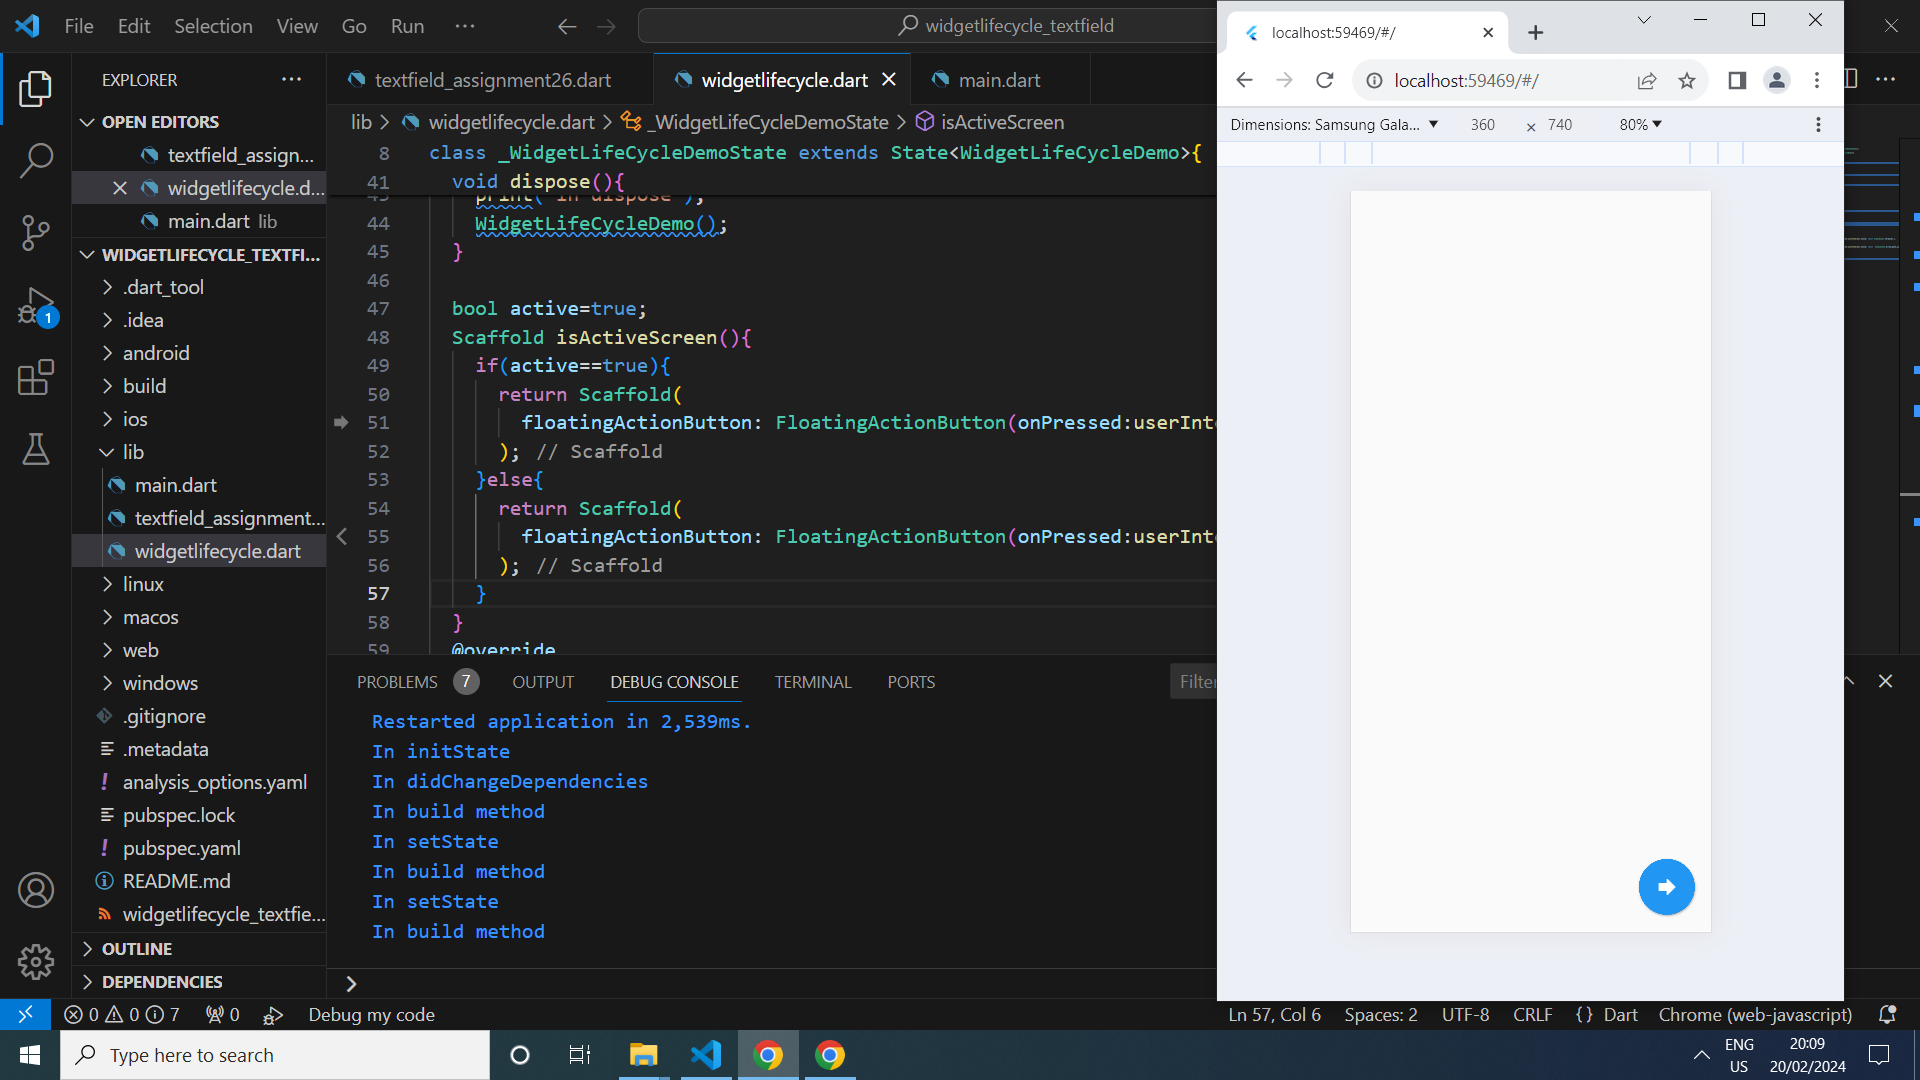 File Edit Selection View Go Run ···
widgetlifecycle_textfield
EXPLORER
OPEN EDITORS
textfield_assign...
widgetlifecycle.d...
main.dart lib
WIDGETLIFECYCLE_TEXTFI...
.dart_tool
.idea
android
build
ios
lib
main.dart
textfield_assignment...
widgetlifecycle.dart
linux
macos
web
windows
.gitignore
.metadata
analysis_options.yaml
pubspec.lock
pubspec.yaml
README.md
widgetlifecycle_textfie...
OUTLINE
DEPENDENCIES
1
textfield_assignment26.dart widgetlifecycle.dart main.dart
lib > widgetlifecycle.dart > _WidgetLifeCycleDemoState > isActiveScreen
8 class _WidgetLifeCycleDemoState extends State<WidgetLifeCycleDemo>{
41 void dispose(){
print("In dispose");
44 WidgetLifeCycleDemo();
45 }
46
47 bool active=true;
48 Scaffold isActiveScreen(){
49 if(active==true){
50 return Scaffold(
51 floatingActionButton: FloatingActionButton(onPressed:userInt
52 ); // Scaffold
53 }else{
54 return Scaffold(
55 floatingActionButton: FloatingActionButton(onPressed:userInt
56 ); // Scaffold
57 }
58 }
59 @override
PROBLEMS 7 OUTPUT DEBUG CONSOLE TERMINAL PORTS Filter
Restarted application in 2,539ms.
In initState
In didChangeDependencies
In build method
In setState
In build method
In setState
In build method
localhost:59469/#/
localhost:59469/#/
Dimensions: Samsung Gala... 360 × 740 80%
0 0 7 0 Debug my code Ln 57, Col 6 Spaces: 2 UTF-8 CRLF {} Dart Chrome (web-javascript)
Type here to search
ENG
US
20:09
20/02/2024